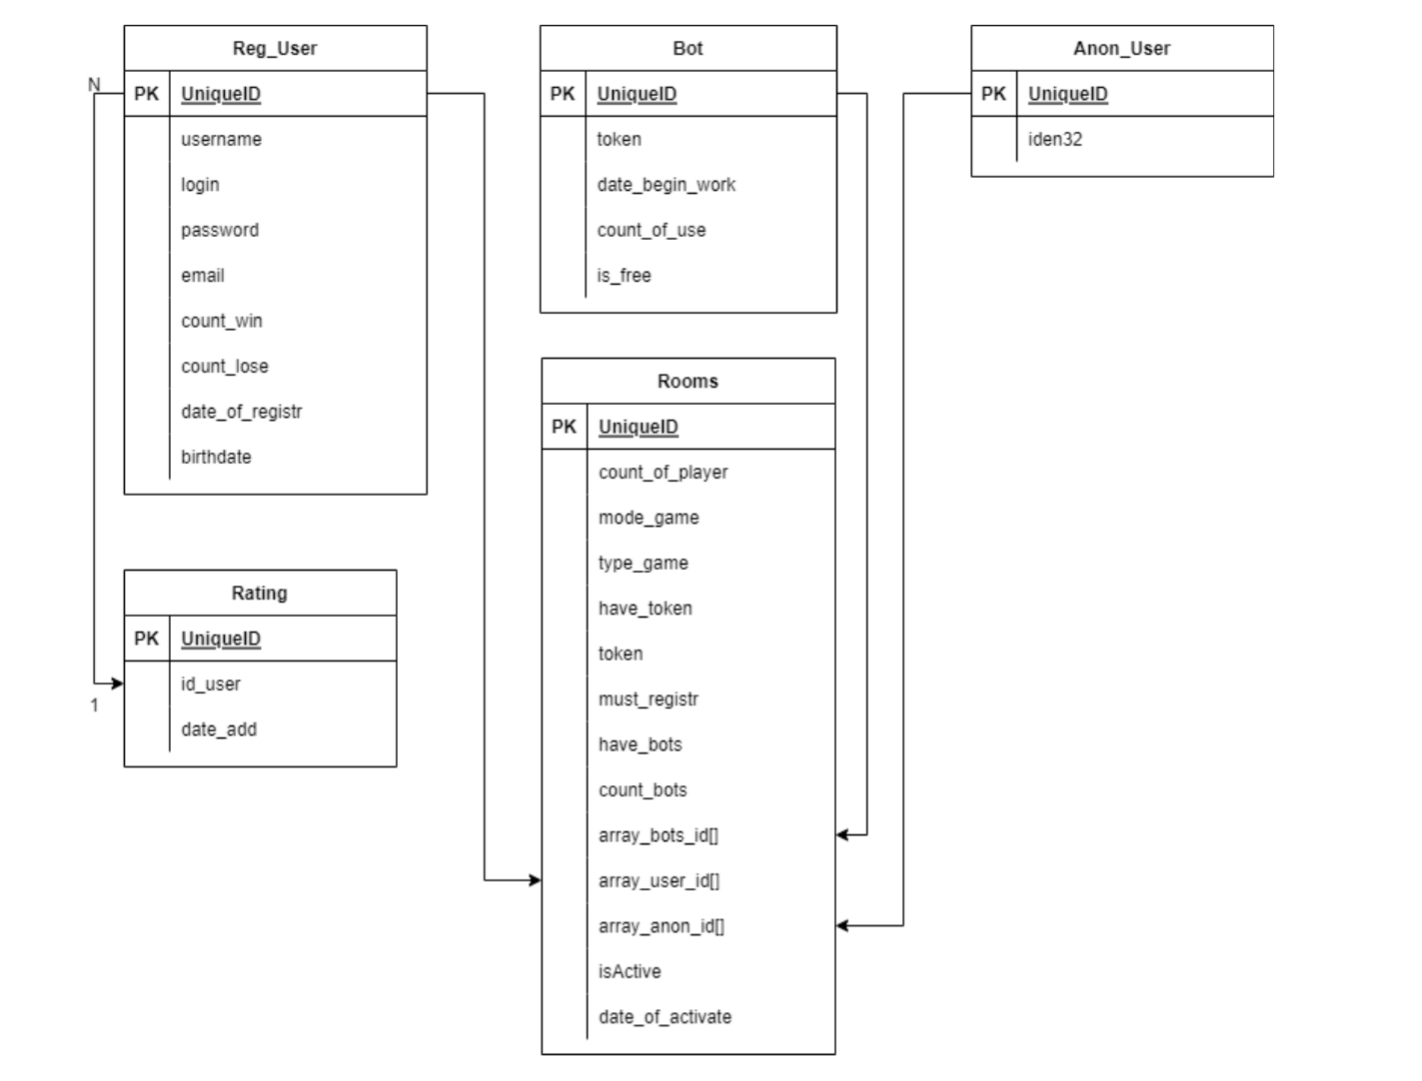 Reg_User
N
PK UniqueID
username
login
password
email
count_win
count_lose
date_of_registr
birthdate
Rating
PK UniqueID
id_user
1
date_add
Bot
PK UniqueID
token
date_begin_work
count_of_use
is_free
Rooms
PK UniqueID
count_of_player
mode_game
type_game
have_token
token
must_registr
have_bots
count_bots
array_bots_id[]
array_user_id[]
array_anon_id[]
isActive
date_of_activate
Anon_User
PK UniqueID
iden32